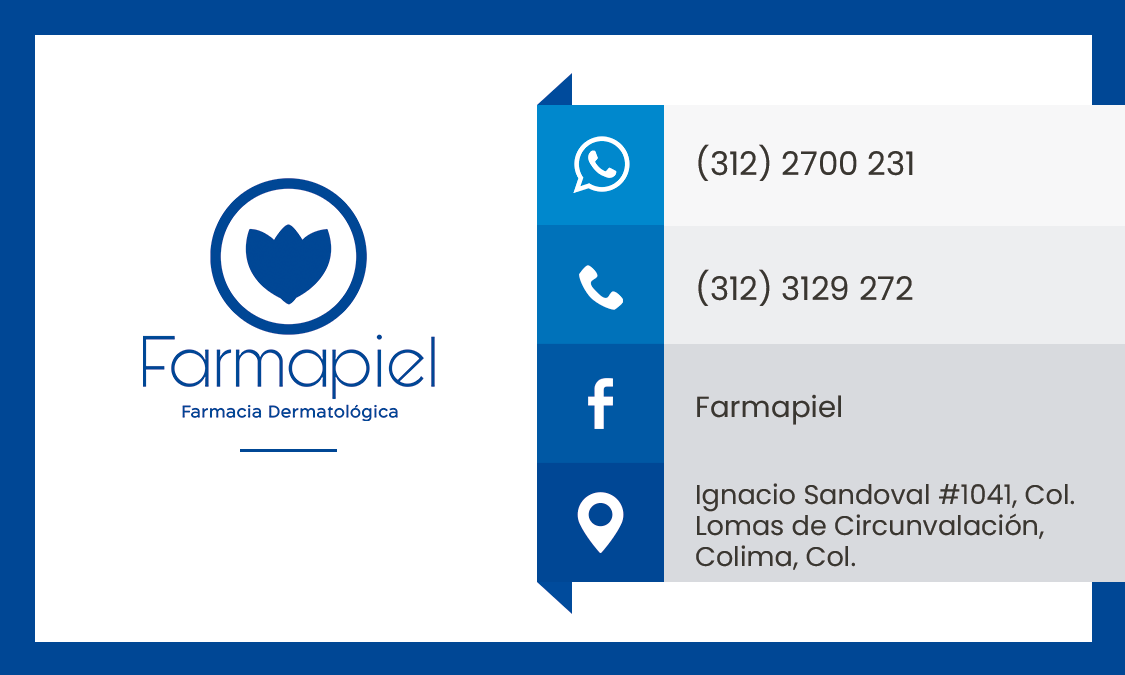 Farmapiel
Farmacia Dermatológica
(312) 2700 231
(312) 3129 272
Farmapiel
Ignacio Sandoval #1041, Col.
Lomas de Circunvalación,
Colima, Col.